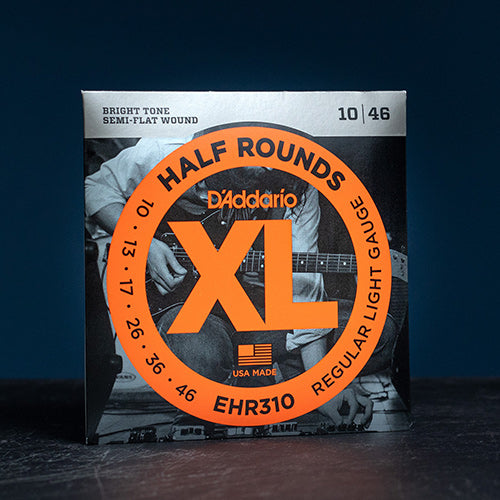 BRIGHT TONE
SEMI-FLAT WOUND
10|46
HALF ROUNDS
D'Addario
XL
10 • 13 • 17 • 26 • 36 • 46
REGULAR LIGHT GAUGE
USA MADE
EHR310